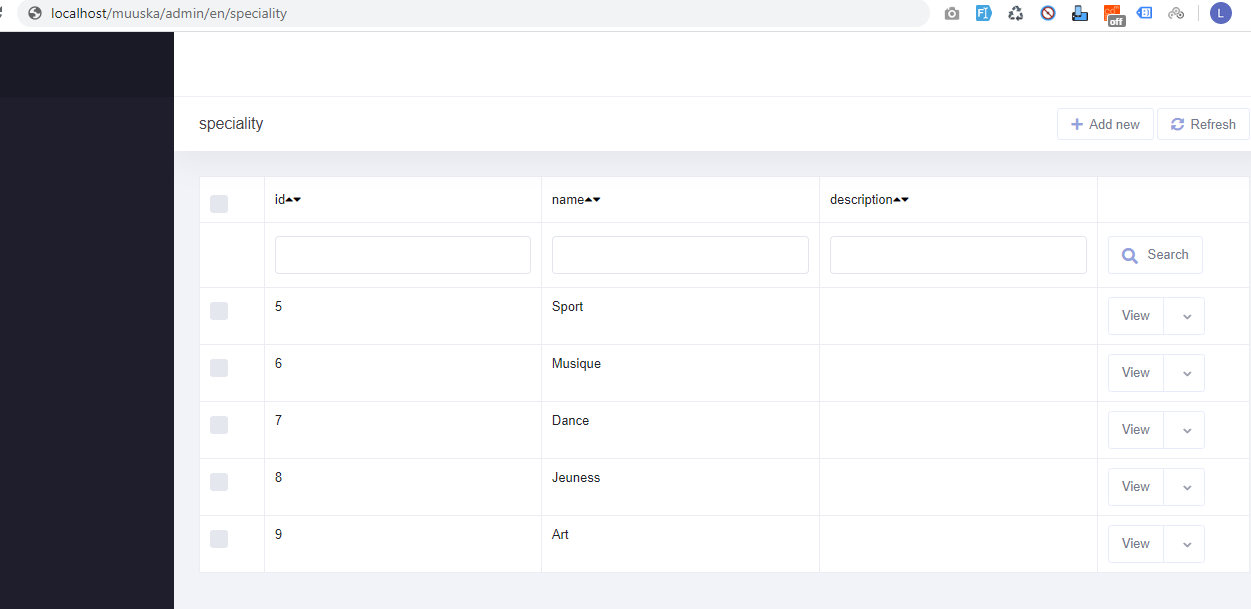 localhost/muuska/admin/en/speciality
off
L
speciality
Add new
Refresh
id
name
description
Search
5
Sport
View
6
Musique
View
7
Dance
View
8
Jeuness
View
9
Art
View